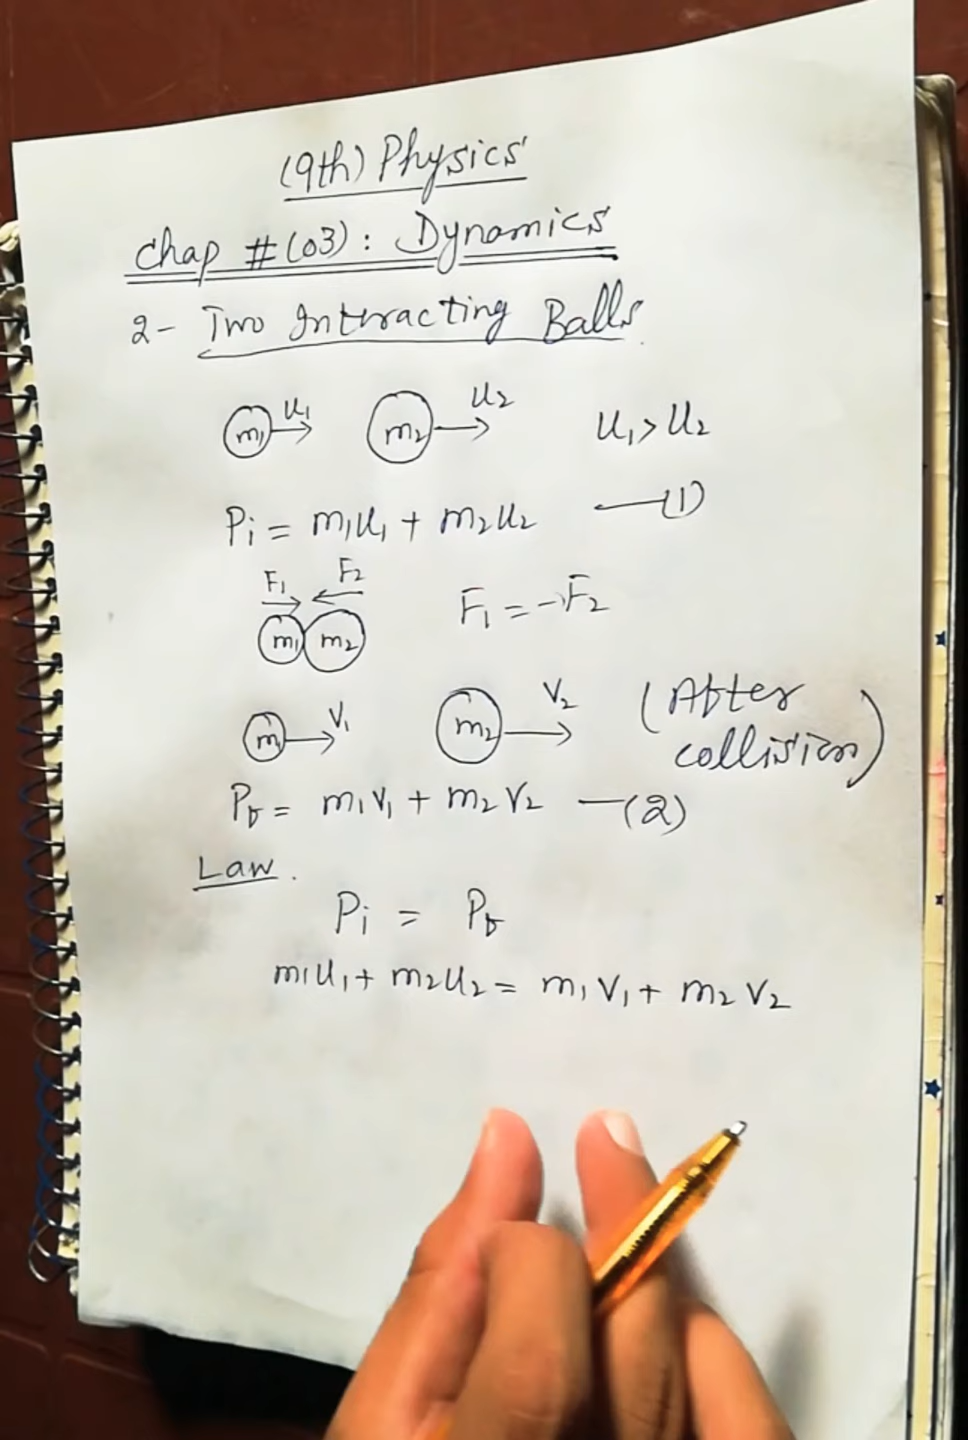 (9th) Physics
Chap #(03): Dynamics
2- Two Interacting Balls
m₁ U₁ m₂ U₂ U₁>U₂
Pi = m₁U₁ + m₂U₂ —(1)
F₁ F₂
m₁ m₂ F₁ = -F₂
m₁ V₁ m₂ V₂ (After collision)
Pf = m₁V₁ + m₂V₂ —(2)
Law.
Pi = Pf
m₁U₁ + m₂U₂ = m₁V₁ + m₂V₂